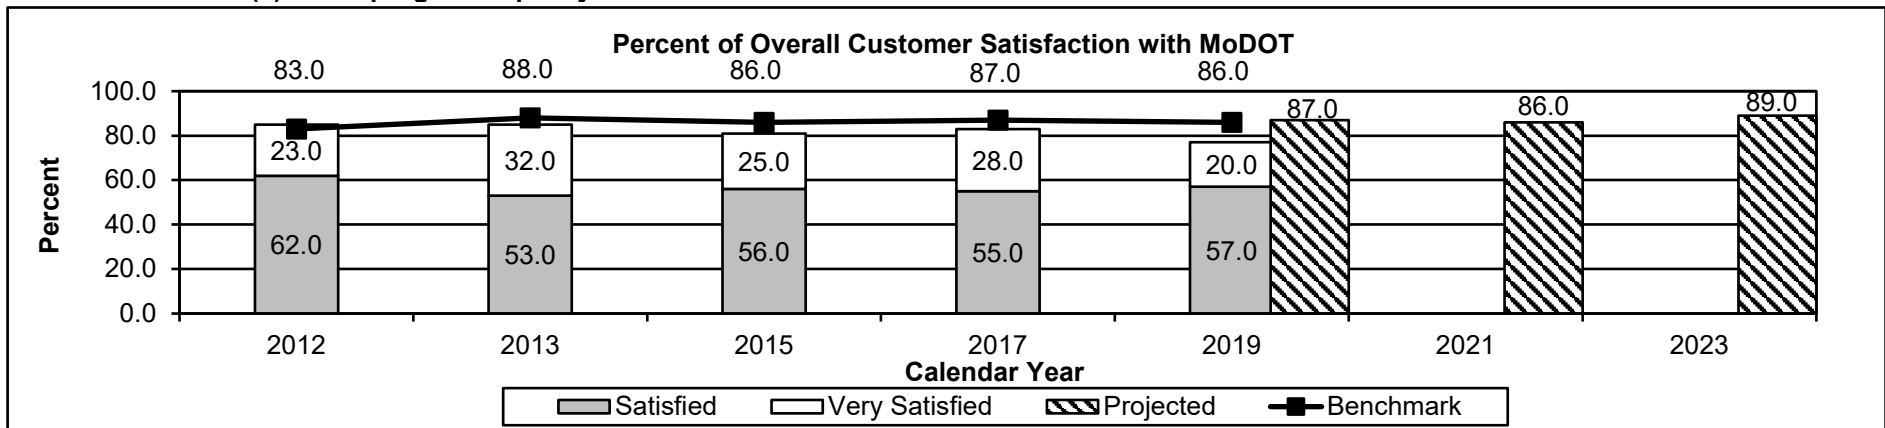 Percent of Overall Customer Satisfaction with MoDOT
83.0 88.0 86.0 87.0 86.0
100.0
80.0
60.0
40.0
20.0
0.0
Percent
23.0 32.0 25.0 28.0 20.0
62.0 53.0 56.0 55.0 57.0
87.0 86.0 89.0
2012 2013 2015 2017 2019 2021 2023
Calendar Year
Satisfied Very Satisfied Projected Benchmark